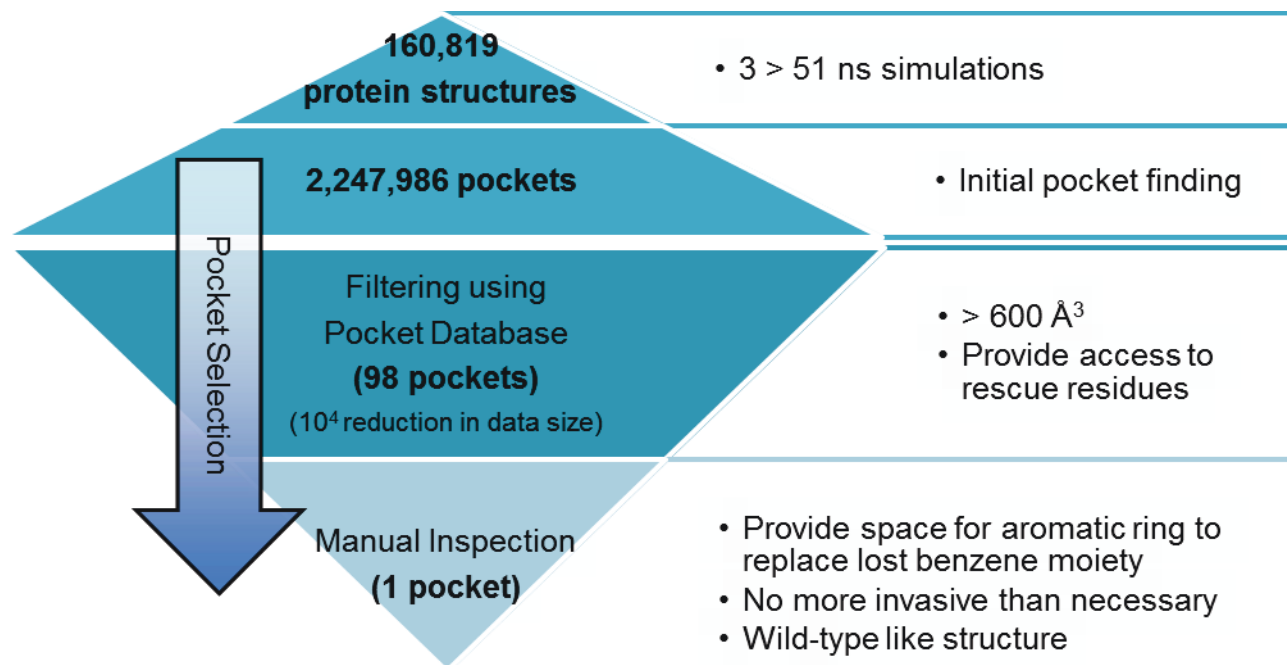 160,819
protein structures
• 3 > 51 ns simulations
2,247,986 pockets
• Initial pocket finding
Pocket Selection
Filtering using
Pocket Database
(98 pockets)
(10⁴ reduction in data size)
• > 600 Å³
• Provide access to
rescue residues
Manual Inspection
(1 pocket)
• Provide space for aromatic ring to
replace lost benzene moiety
• No more invasive than necessary
• Wild-type like structure